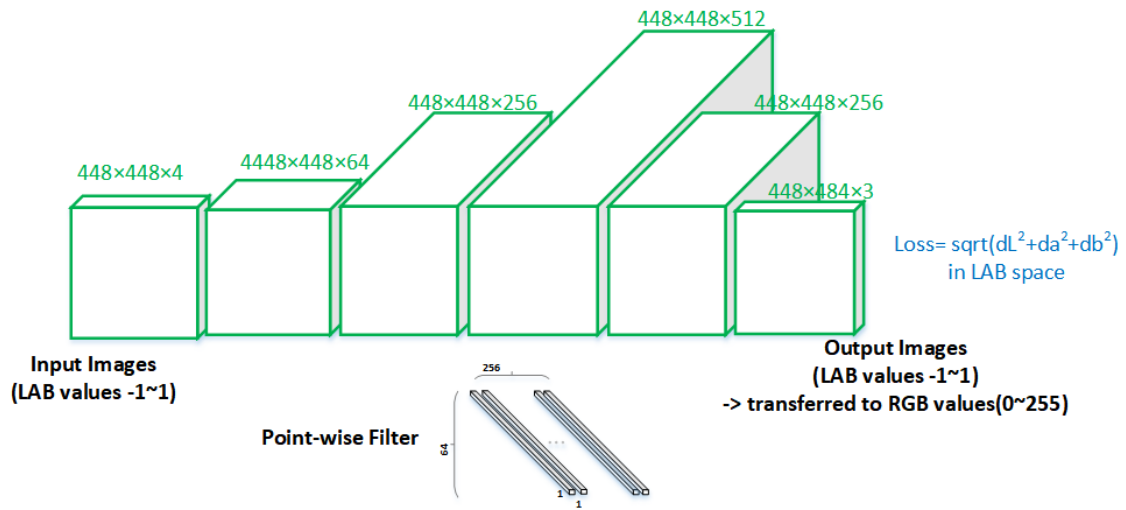 448×448×512
448×448×256
448×448×256
4448×448×64
448×448×4
448×484×3
Loss= sqrt(dL²+da²+db²)
in LAB space
Input Images
(LAB values -1~1)
Output Images
(LAB values -1~1)
-> transferred to RGB values(0~255)
256
Point-wise Filter
64
...
1
1